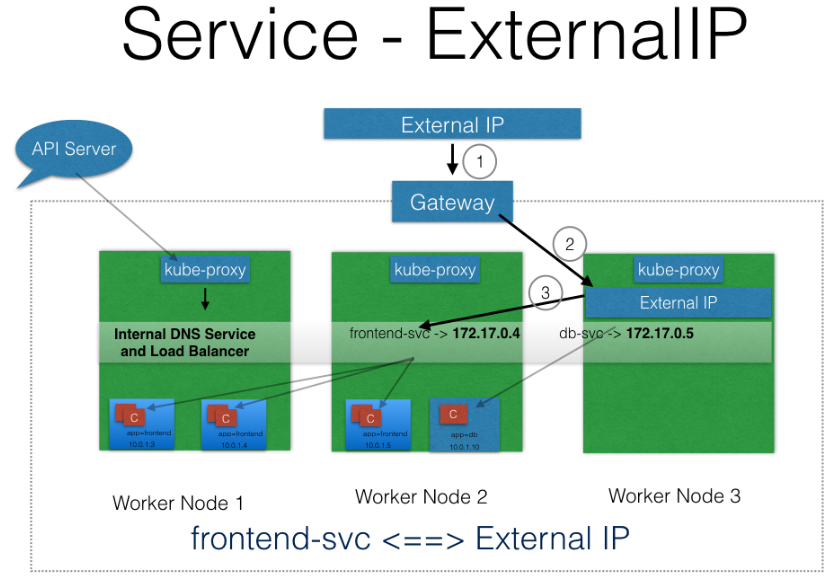 Service - ExternalIP
External IP
API Server
1
Gateway
2
kube-proxy
kube-proxy
kube-proxy
3
External IP
Internal DNS Service
and Load Balancer
frontend-svc -> 172.17.0.4
db-svc -> 172.17.0.5
C
app=frontend
10.0.1.3
C
app=frontend
10.0.1.4
C
app=frontend
10.0.1.5
C
app=db
10.0.1.10
Worker Node 1
Worker Node 2
Worker Node 3
frontend-svc <==> External IP